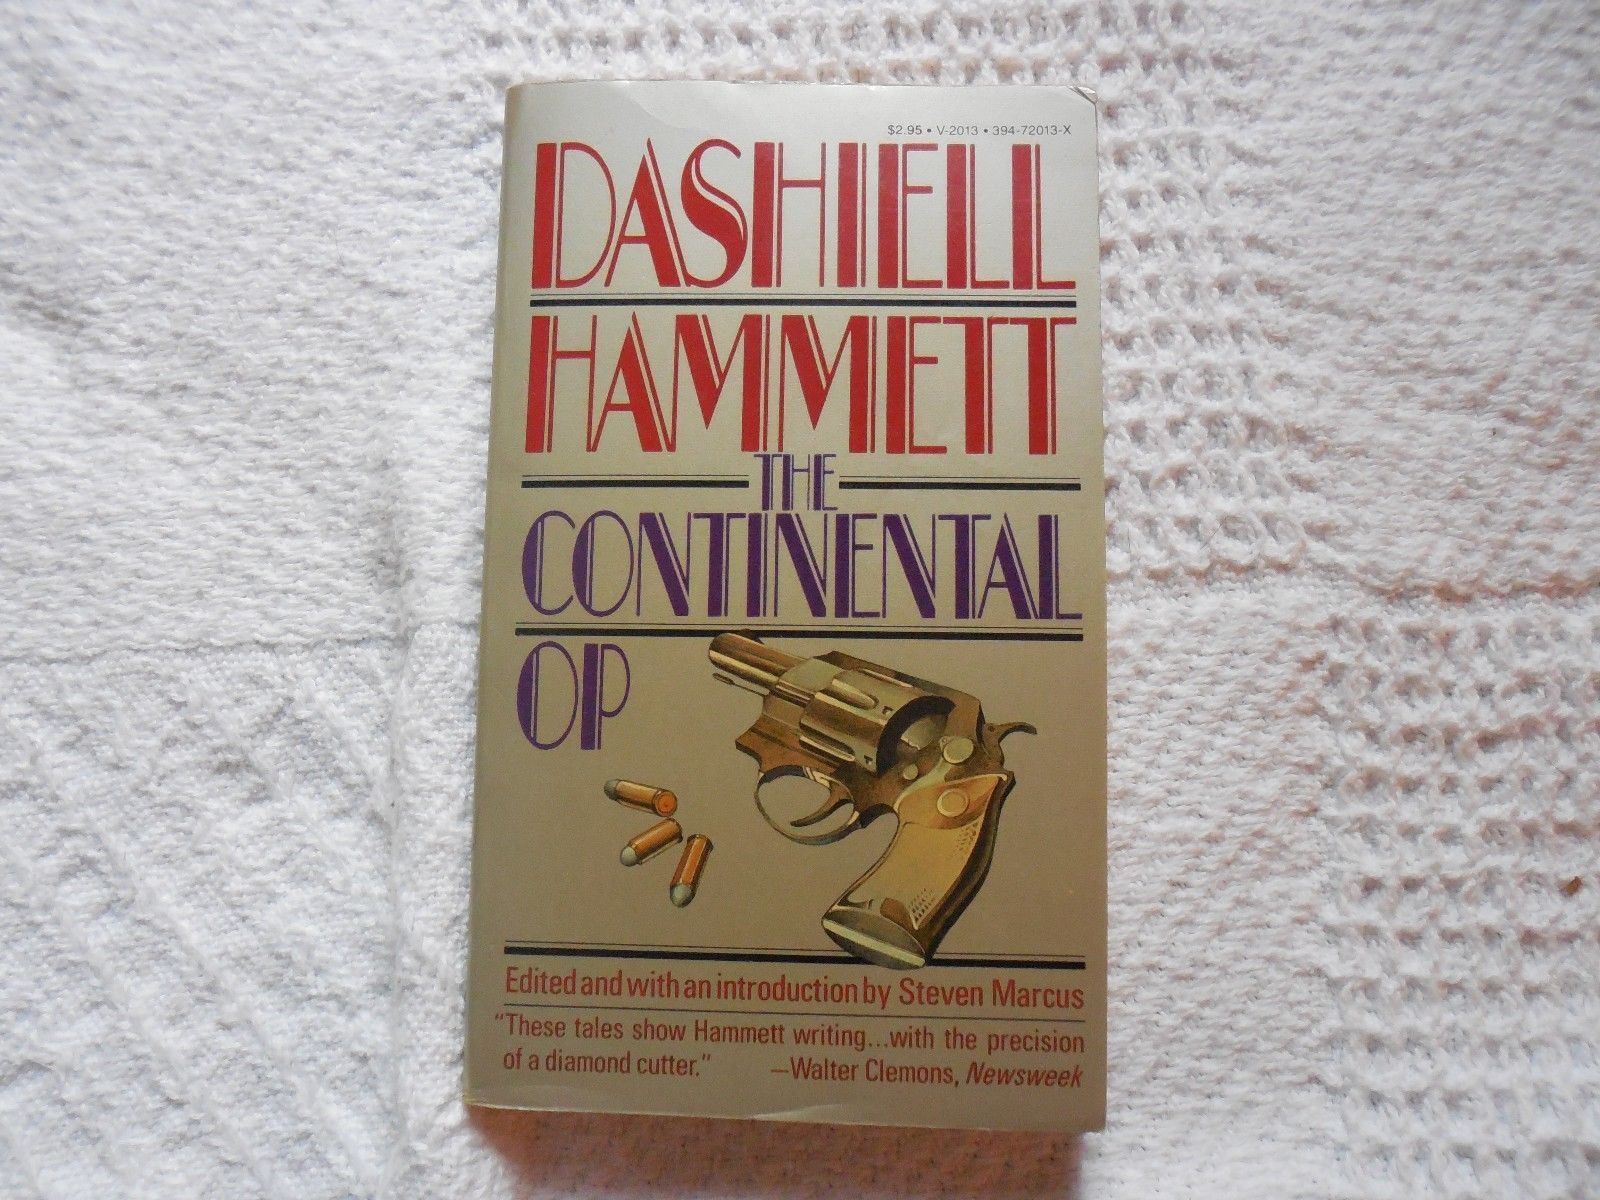 $2.95 • V-2013 • 394-72013-X
DASHIELL
HAMMETT
THE
CONTINENTAL
OP
Edited and with an introduction by Steven Marcus
"These tales show Hammett writing...with the precision
of a diamond cutter." —Walter Clemons, Newsweek